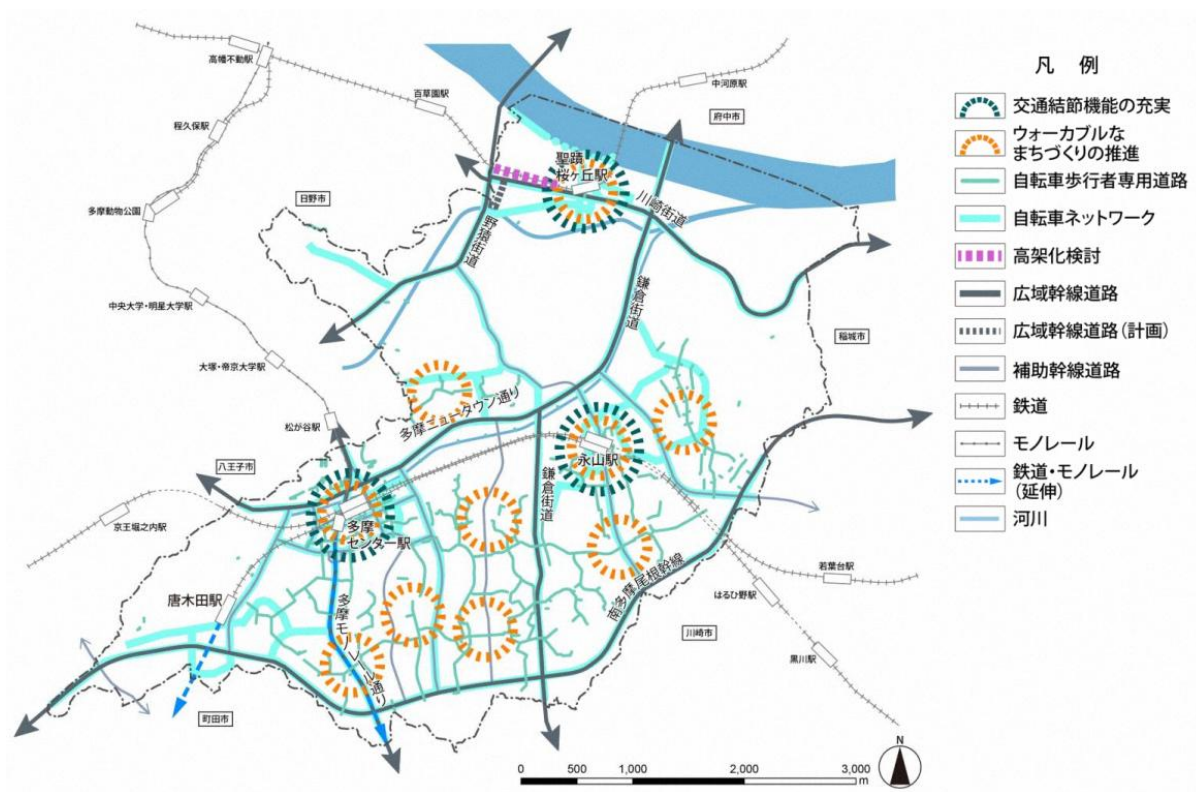 高幡不動駅
百草園駅
中河原駅
府中市
程久保駅
聖蹟
桜ヶ丘駅
川崎街道
日野市
多摩動物公園
野猿街道
鎌倉街道
中央大学・明星大学駅
稲城市
大塚・帝京大学駅
多摩ニュータウン通り
松が谷駅
永山駅
八王子市
鎌倉街道
京王堀之内駅
多摩
センター駅
若葉台駅
南多摩尾根幹線
はるひ野駅
唐木田駅
多摩モノレール通り
川崎市
黒川駅
町田市
凡 例
交通結節機能の充実
ウォーカブルな
まちづくりの推進
自転車歩行者専用道路
自転車ネットワーク
高架化検討
広域幹線道路
広域幹線道路（計画）
補助幹線道路
鉄道
モノレール
鉄道・モノレール
（延伸）
河川
N
0 500 1,000 2,000 3,000
m